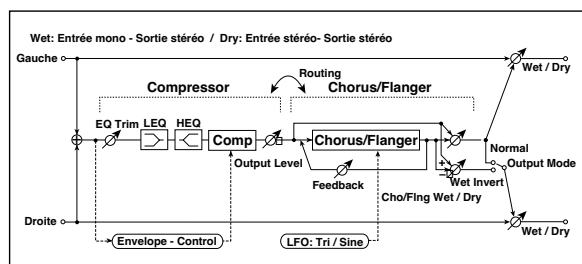 Wet: Entrée mono - Sortie stéréo / Dry: Entrée stéréo- Sortie stéréo
Gauche
Wet / Dry
Routing
Compressor
Chorus/Flanger
EQ Trim
LEQ
HEQ
Comp
Chorus/Flanger
Normal
Output Level
Output Mode
Feedback
+
−
Wet Invert
Cho/Flng Wet / Dry
Droite
Wet / Dry
Envelope - Control
LFO: Tri / Sine